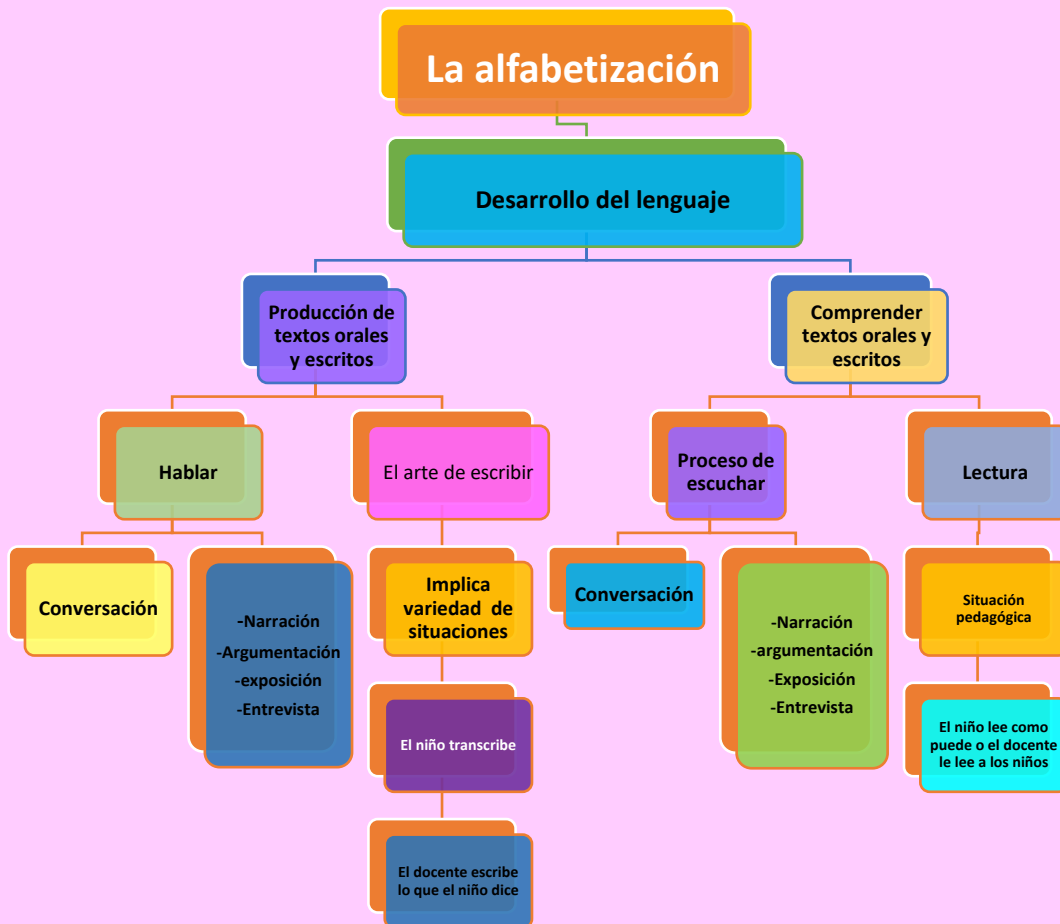 La alfabetización
Desarrollo del lenguaje
Producción de
textos orales
y escritos
Comprender
textos orales y
escritos
Hablar
El arte de escribir
Proceso de
escuchar
Lectura
Conversación
-Narración
-Argumentación
-exposición
-Entrevista
Implica
variedad de
situaciones
Conversación
-Narración
-argumentación
-Exposición
-Entrevista
Situación
pedagógica
El niño transcribe
El niño lee como
puede o el docente
le lee a los niños
El docente escribe
lo que el niño dice